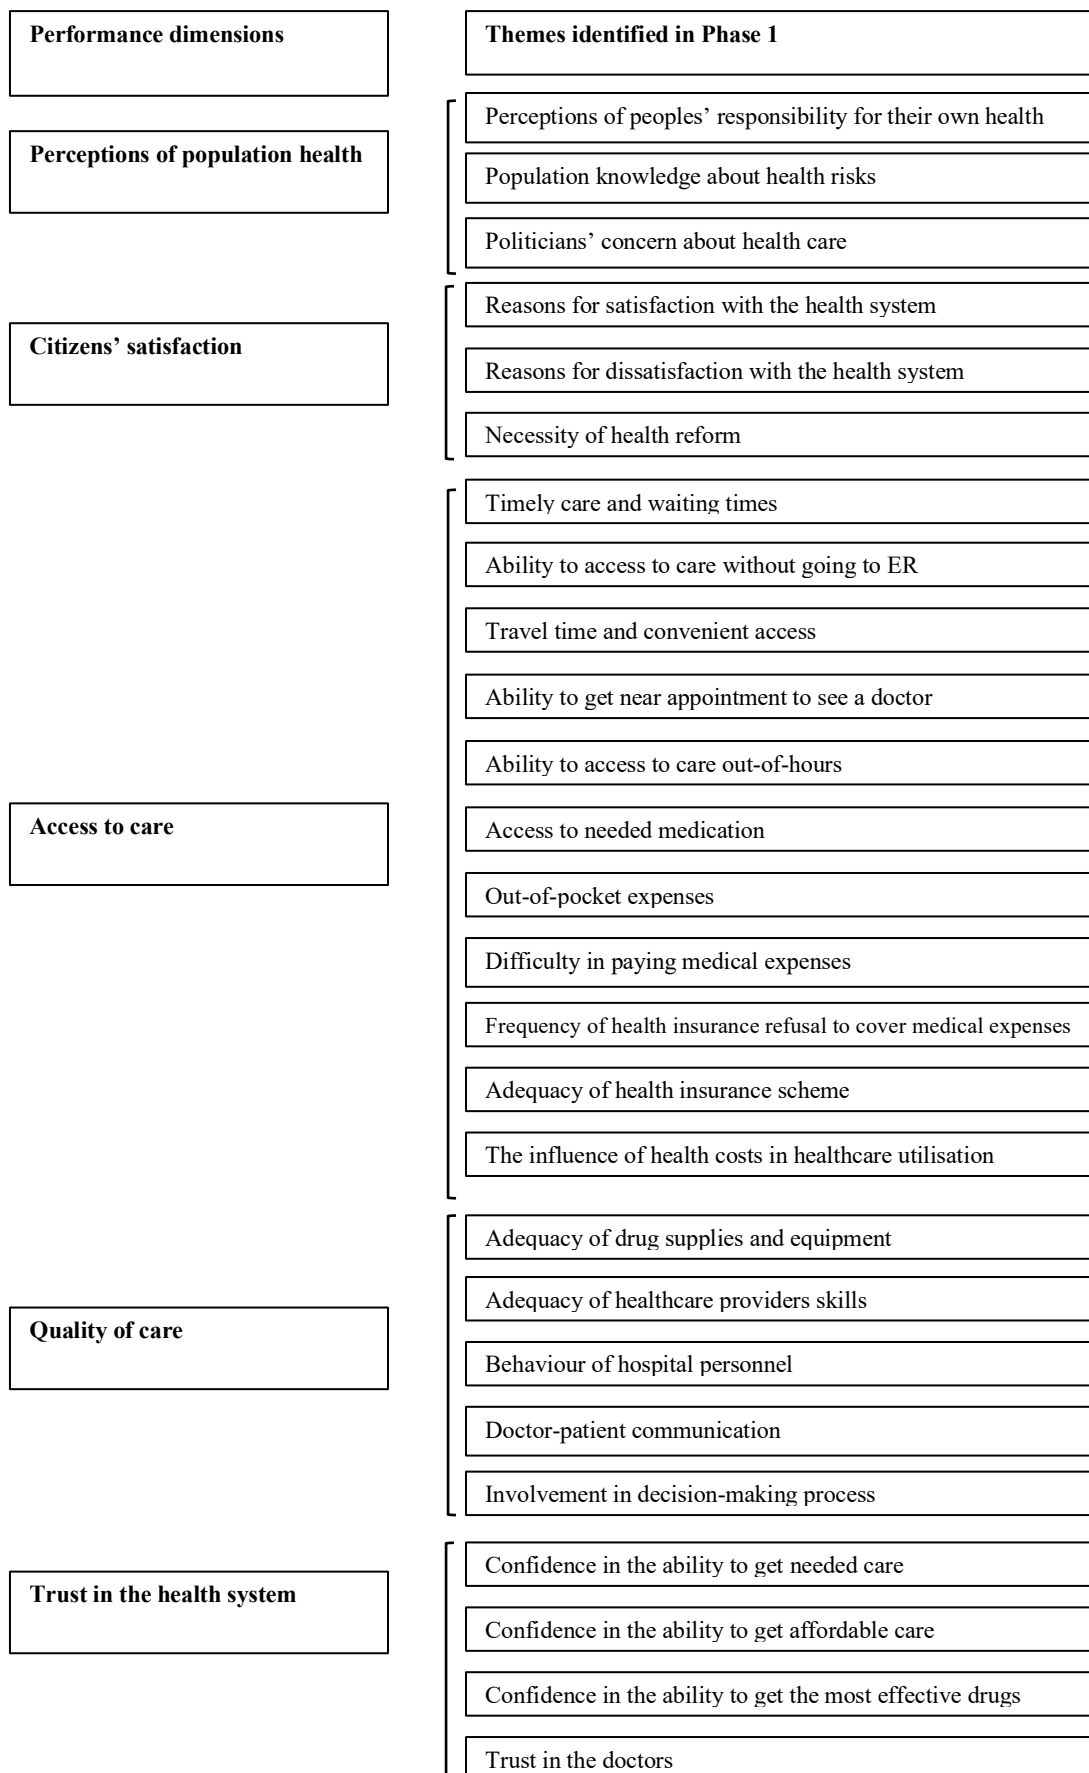 Performance dimensions
Themes identified in Phase 1
Perceptions of population health
Perceptions of peoples’ responsibility for their own health
Population knowledge about health risks
Politicians’ concern about health care
Citizens’ satisfaction
Reasons for satisfaction with the health system
Reasons for dissatisfaction with the health system
Necessity of health reform
Access to care
Timely care and waiting times
Ability to access to care without going to ER
Travel time and convenient access
Ability to get near appointment to see a doctor
Ability to access to care out-of-hours
Access to needed medication
Out-of-pocket expenses
Difficulty in paying medical expenses
Frequency of health insurance refusal to cover medical expenses
Adequacy of health insurance scheme
The influence of health costs in healthcare utilisation
Quality of care
Adequacy of drug supplies and equipment
Adequacy of healthcare providers skills
Behaviour of hospital personnel
Doctor-patient communication
Involvement in decision-making process
Trust in the health system
Confidence in the ability to get needed care
Confidence in the ability to get affordable care
Confidence in the ability to get the most effective drugs
Trust in the doctors